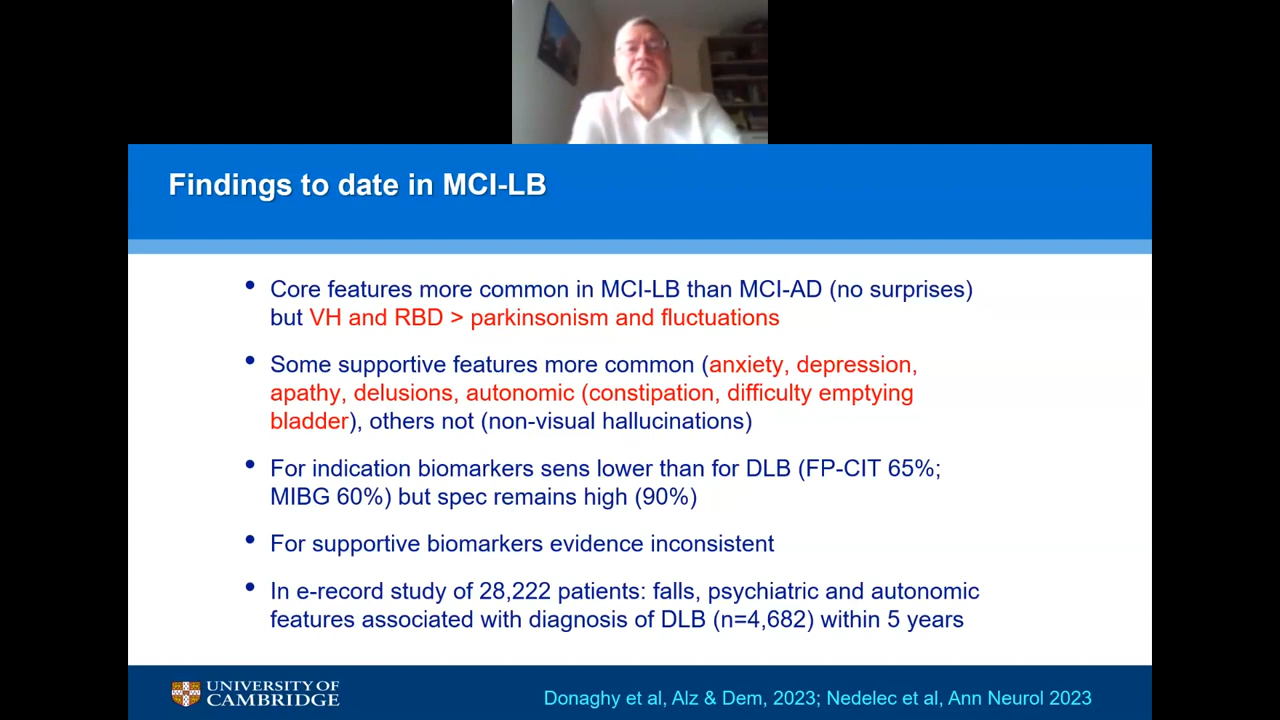 Findings to date in MCI-LB
• Core features more common in MCI-LB than MCI-AD (no surprises)
but VH and RBD > parkinsonism and fluctuations
• Some supportive features more common (anxiety, depression,
apathy, delusions, autonomic (constipation, difficulty emptying
bladder), others not (non-visual hallucinations)
• For indication biomarkers sens lower than for DLB (FP-CIT 65%;
MIBG 60%) but spec remains high (90%)
• For supportive biomarkers evidence inconsistent
• In e-record study of 28,222 patients: falls, psychiatric and autonomic
features associated with diagnosis of DLB (n=4,682) within 5 years
UNIVERSITY OF
CAMBRIDGE
Donaghy et al, Alz & Dem, 2023; Nedelec et al, Ann Neurol 2023